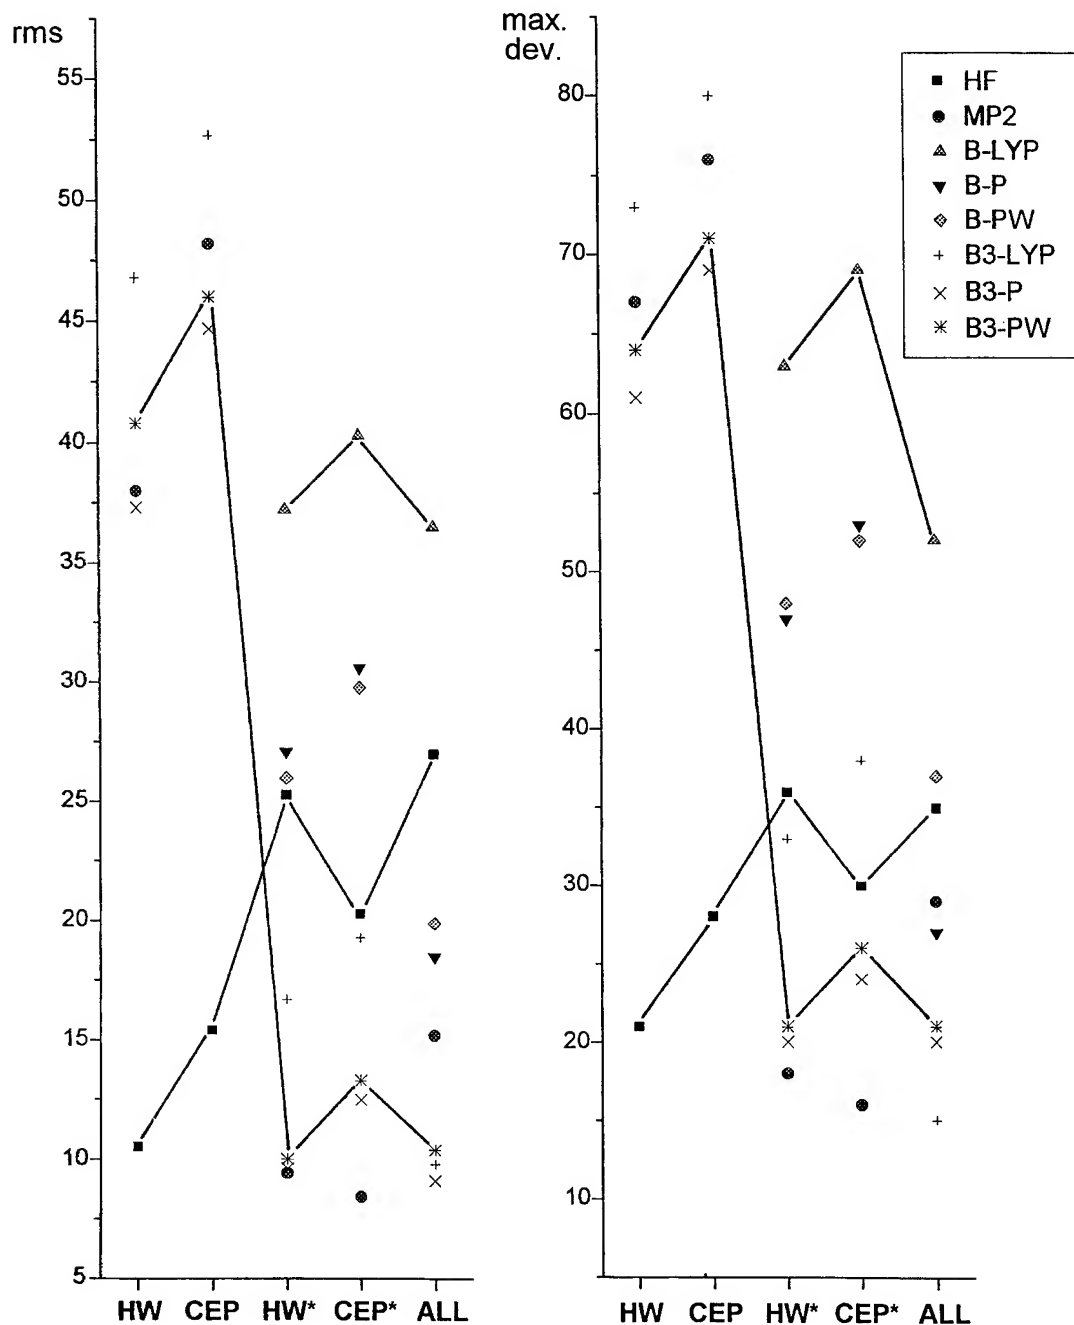 rms
55
50
45
40
35
30
25
20
15
10
5
HW CEP HW* CEP* ALL
max.
dev.
80
70
60
50
40
30
20
10
HW CEP HW* CEP* ALL
HF
MP2
B-LYP
B-P
B-PW
B3-LYP
B3-P
B3-PW